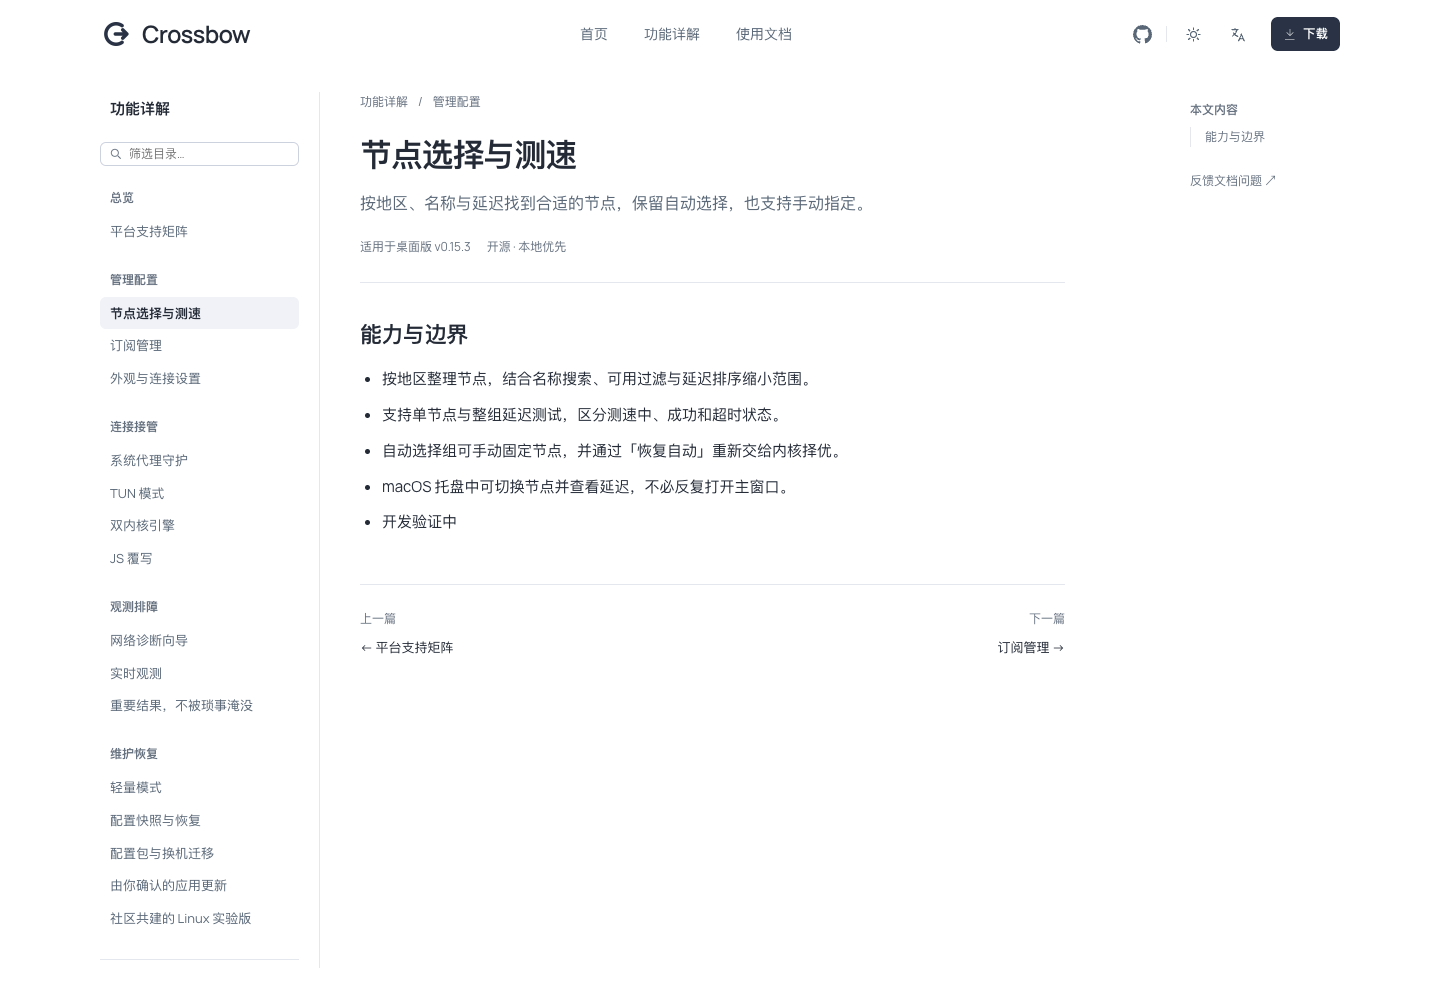 Crossbow
首页
功能详解
使用文档
下载
功能详解
筛选目录...
总览
平台支持矩阵
管理配置
节点选择与测速
订阅管理
外观与连接设置
连接接管
系统代理守护
TUN 模式
双内核引擎
JS 覆写
观测排障
网络诊断向导
实时观测
重要结果，不被琐事淹没
维护恢复
轻量模式
配置快照与恢复
配置包与换机迁移
由你确认的应用更新
社区共建的 Linux 实验版
功能详解 / 管理配置
节点选择与测速
按地区、名称与延迟找到合适的节点，保留自动选择，也支持手动指定。
适用于桌面版 v0.15.3 开源 · 本地优先
能力与边界
• 按地区整理节点，结合名称搜索、可用过滤与延迟排序缩小范围。
• 支持单节点与整组延迟测试，区分测速中、成功和超时状态。
• 自动选择组可手动固定节点，并通过「恢复自动」重新交给内核择优。
• macOS 托盘中可切换节点并查看延迟，不必反复打开主窗口。
• 开发验证中
上一篇
← 平台支持矩阵
下一篇
订阅管理 →
本文内容
能力与边界
反馈文档问题 ↗